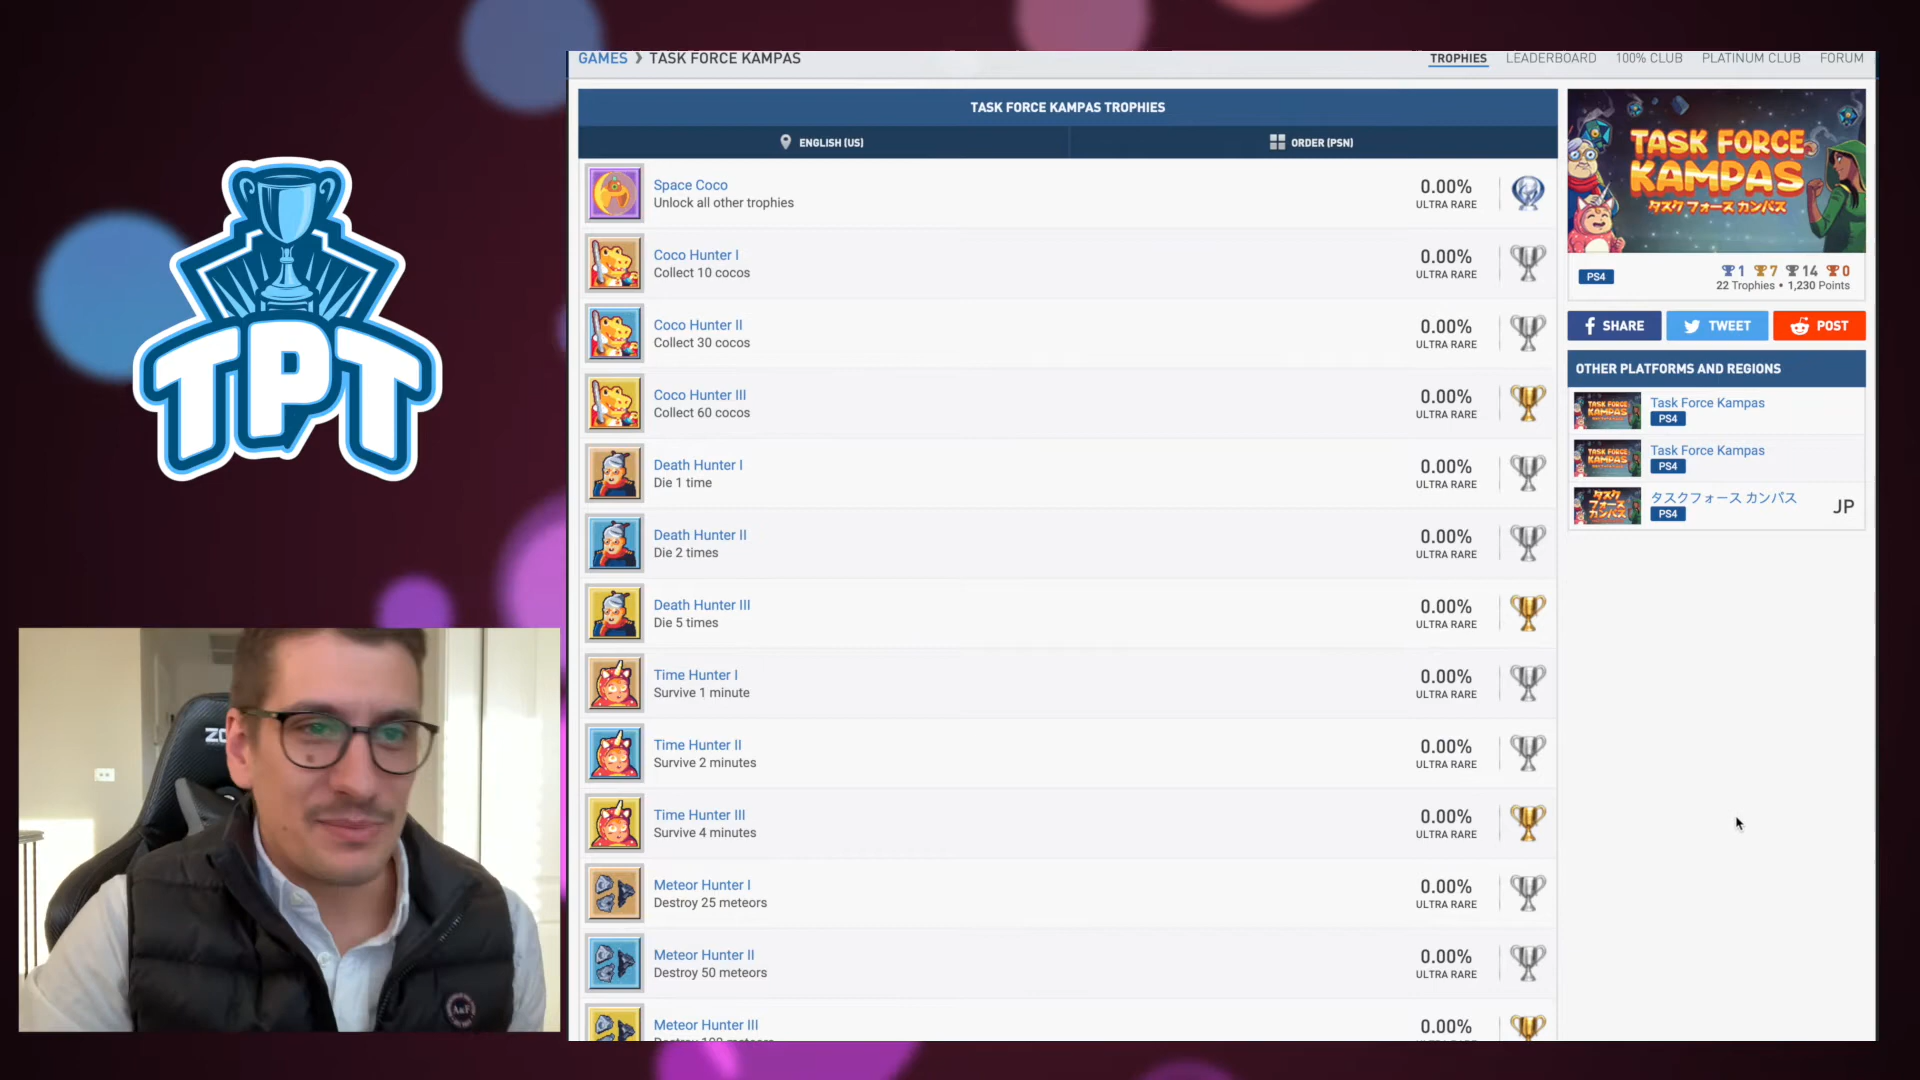 GAMES > TASK FORCE KAMPAS
TROPHIES LEADERBOARD 100% CLUB PLATINUM CLUB FORUM
TASK FORCE KAMPAS TROPHIES
ENGLISH (US) ORDER (PSN)
Space Coco
Unlock all other trophies
0.00%
ULTRA RARE
Coco Hunter I
Collect 10 cocos
0.00%
ULTRA RARE
Coco Hunter II
Collect 30 cocos
0.00%
ULTRA RARE
Coco Hunter III
Collect 60 cocos
0.00%
ULTRA RARE
Death Hunter I
Die 1 time
0.00%
ULTRA RARE
Death Hunter II
Die 2 times
0.00%
ULTRA RARE
Death Hunter III
Die 5 times
0.00%
ULTRA RARE
Time Hunter I
Survive 1 minute
0.00%
ULTRA RARE
Time Hunter II
Survive 2 minutes
0.00%
ULTRA RARE
Time Hunter III
Survive 4 minutes
0.00%
ULTRA RARE
Meteor Hunter I
Destroy 25 meteors
0.00%
ULTRA RARE
Meteor Hunter II
Destroy 50 meteors
0.00%
ULTRA RARE
Meteor Hunter III
0.00%
TASK FORCE
KAMPAS
タスク フォース カンパス
PS4
1 7 14 0
22 Trophies • 1,230 Points
SHARE TWEET POST
OTHER PLATFORMS AND REGIONS
Task Force Kampas
PS4
Task Force Kampas
PS4
タスクフォース カンパス
PS4
JP
TPT